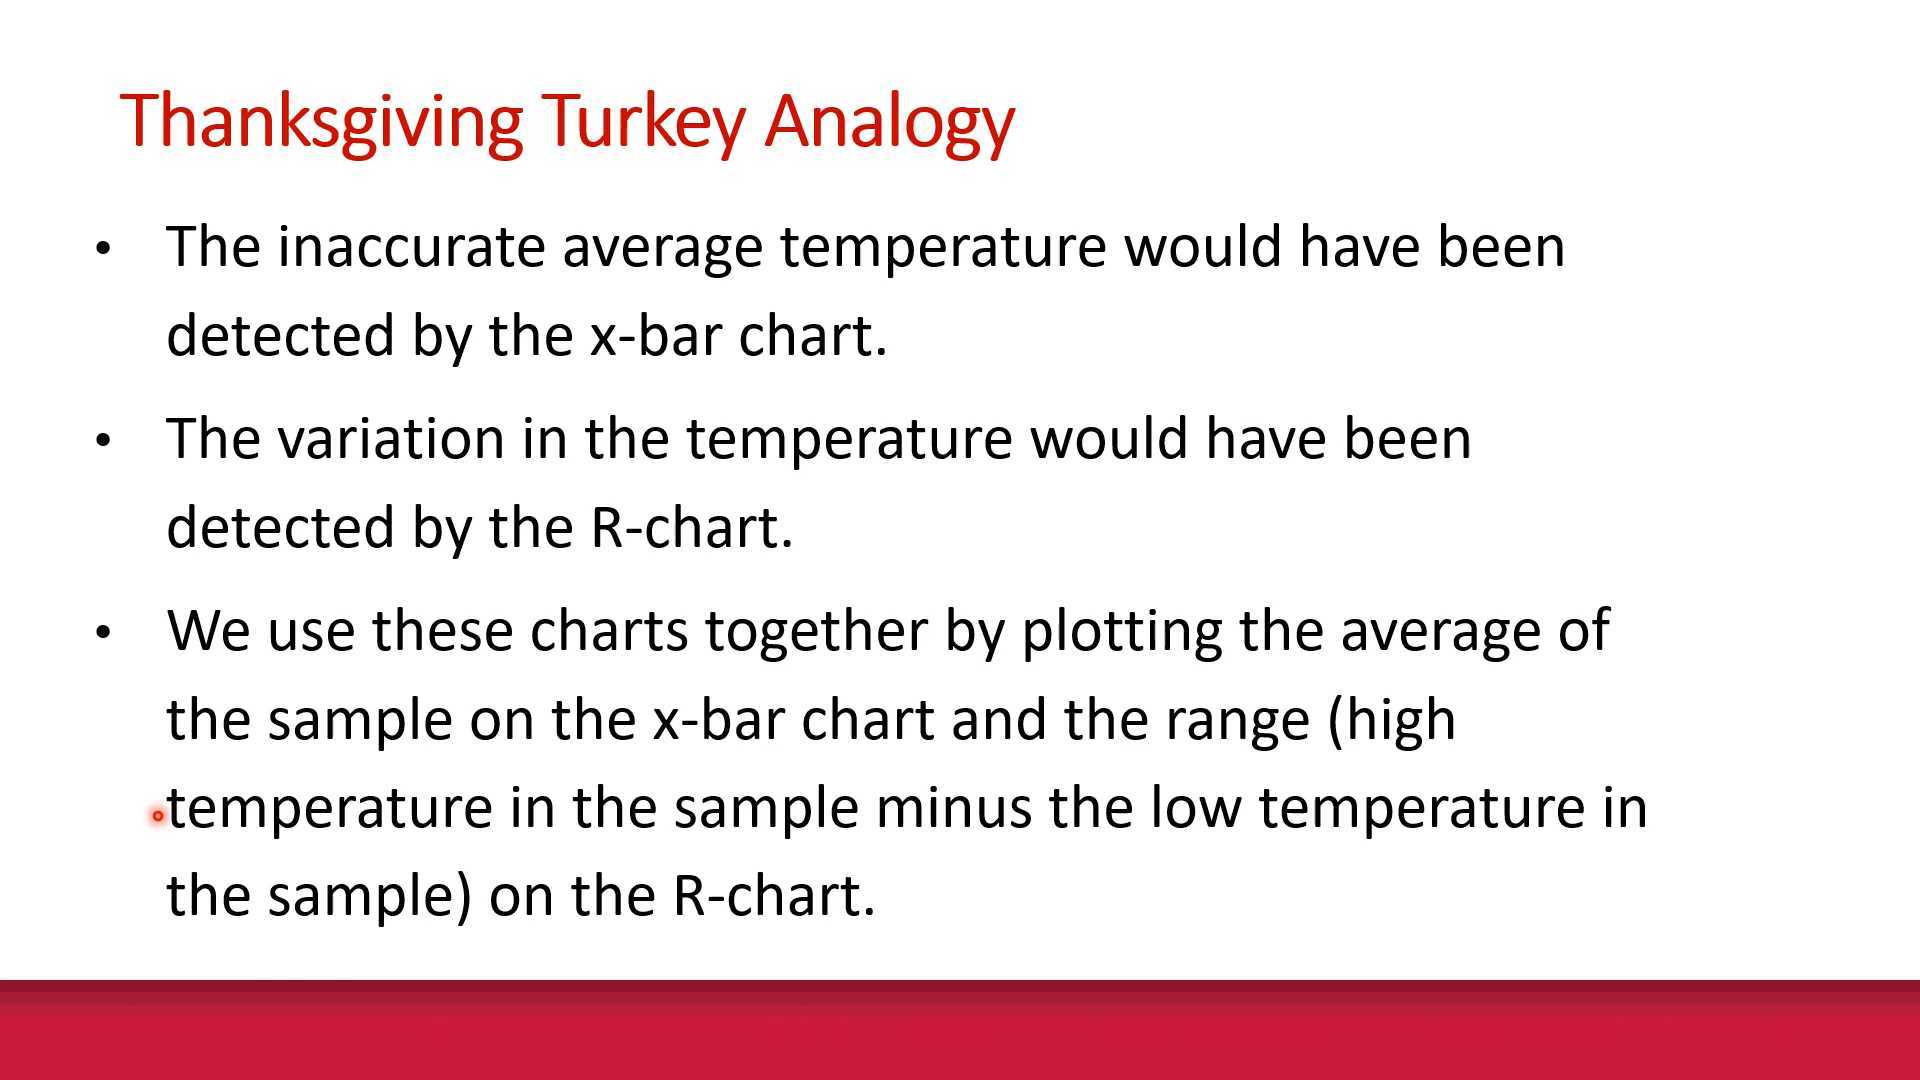 Thanksgiving Turkey Analogy
• The inaccurate average temperature would have been
detected by the x-bar chart.
• The variation in the temperature would have been
detected by the R-chart.
• We use these charts together by plotting the average of
the sample on the x-bar chart and the range (high
temperature in the sample minus the low temperature in
the sample) on the R-chart.